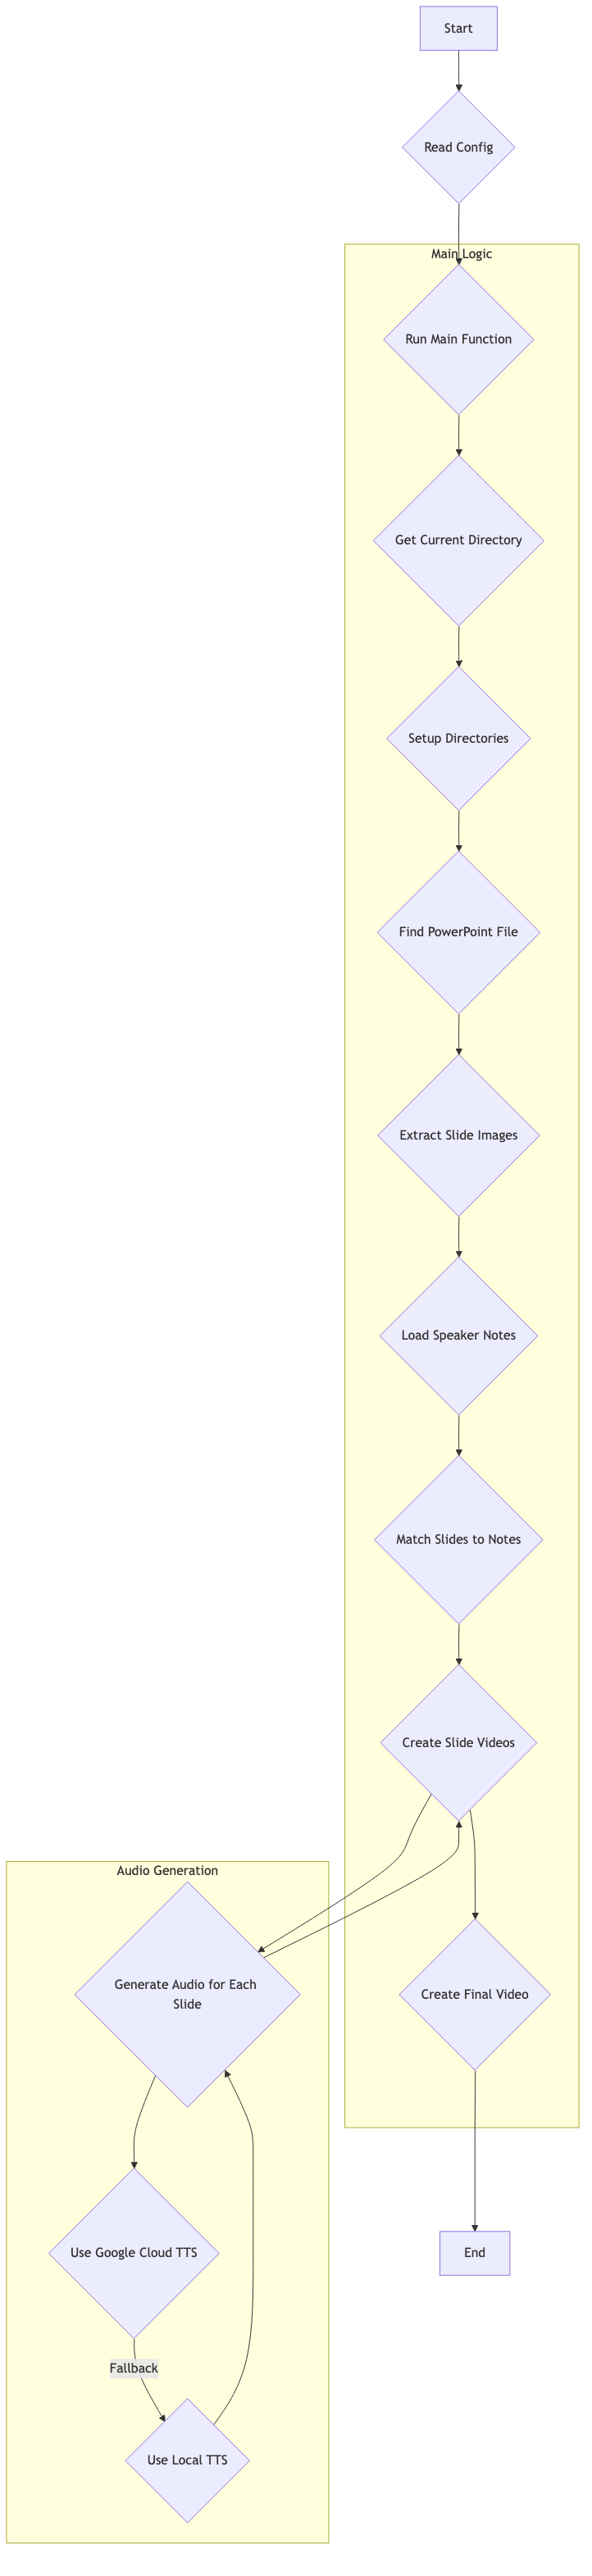 Start
Read Config
Main Logic
Run Main Function
Get Current Directory
Setup Directories
Find PowerPoint File
Extract Slide Images
Load Speaker Notes
Match Slides to Notes
Create Slide Videos
Audio Generation
Generate Audio for Each
Slide
Create Final Video
Use Google Cloud TTS
End
Fallback
Use Local TTS